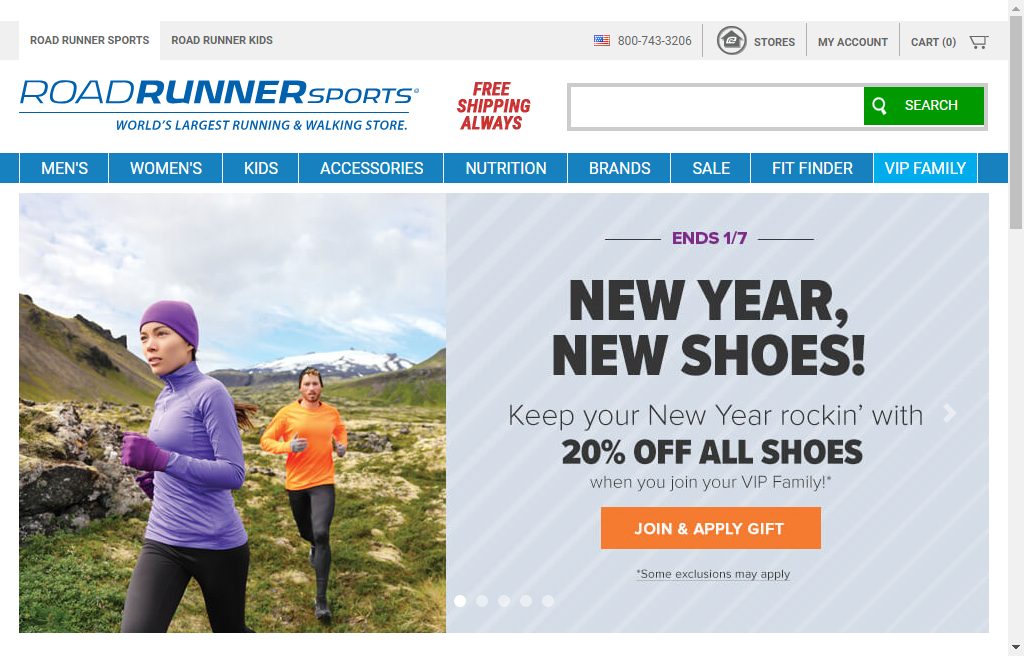 ROAD RUNNER SPORTS
ROAD RUNNER KIDS
800-743-3206
STORES
MY ACCOUNT
CART (0)
ROADRUNNER SPORTS
WORLD'S LARGEST RUNNING & WALKING STORE.
FREE
SHIPPING
ALWAYS
SEARCH
MEN'S
WOMEN'S
KIDS
ACCESSORIES
NUTRITION
BRANDS
SALE
FIT FINDER
VIP FAMILY
ENDS 1/7
NEW YEAR,
NEW SHOES!
Keep your New Year rockin' with
20% OFF ALL SHOES
when you join your VIP Family!*
JOIN & APPLY GIFT
*Some exclusions may apply